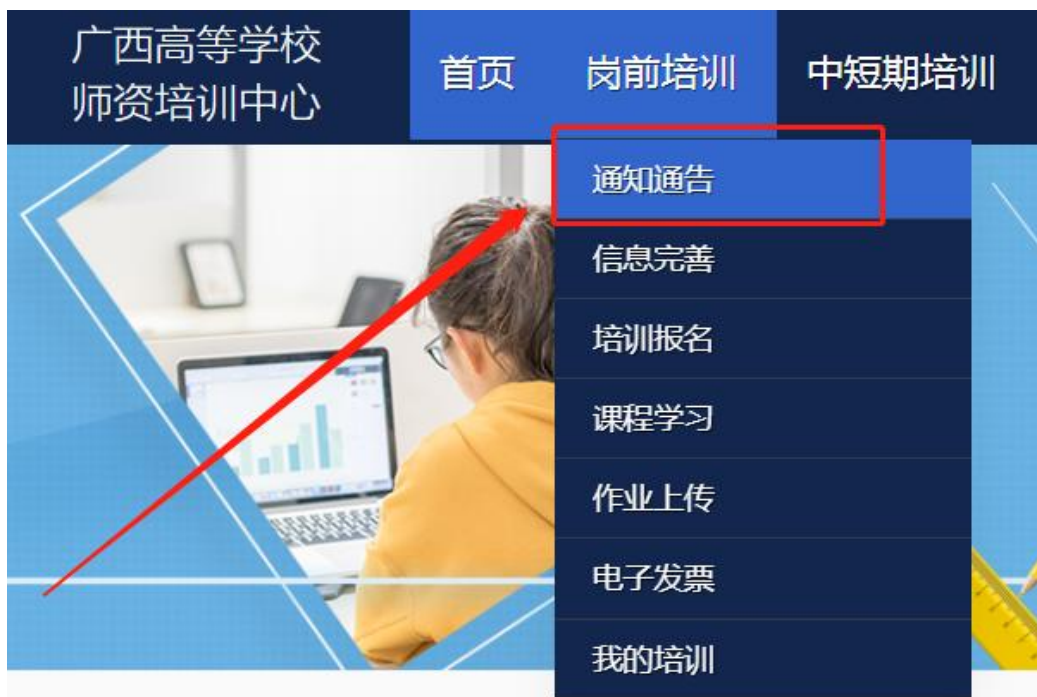 广西高等学校
师资培训中心
首页
岗前培训
中短期培训
通知通告
信息完善
培训报名
课程学习
作业上传
电子发票
我的培训